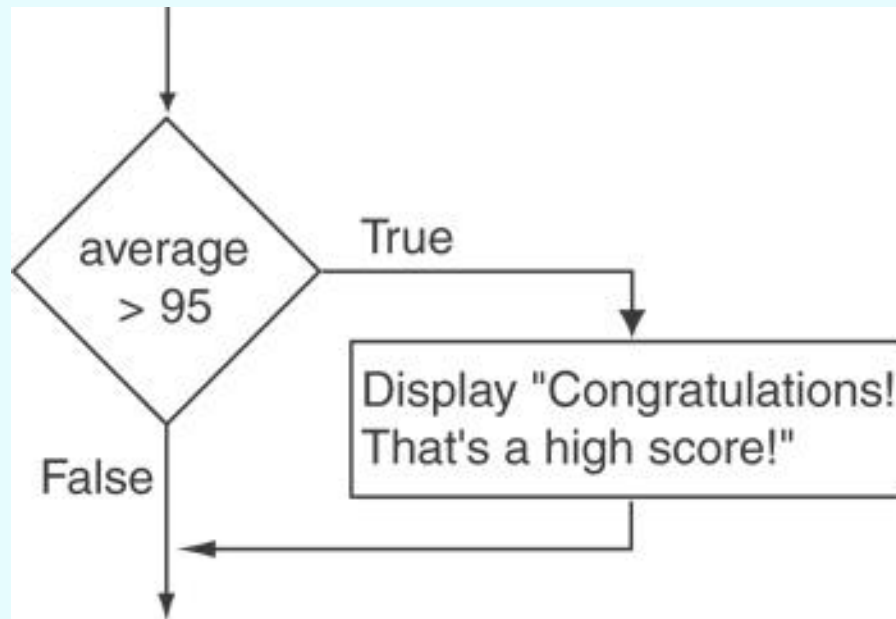 average
> 95
True
Display "Congratulations!
That's a high score!"
False